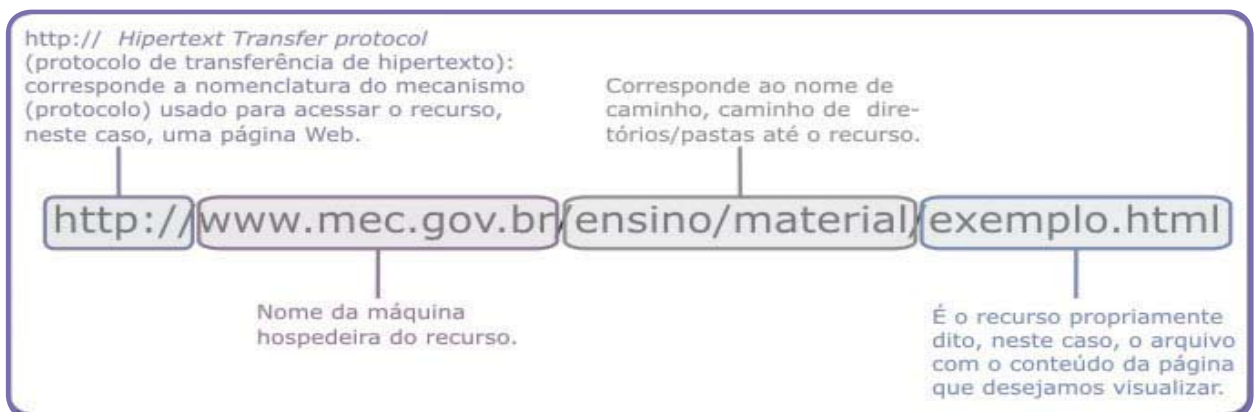 http:// Hipertext Transfer protocol
(protocolo de transferência de hipertexto):
corresponde a nomenclatura do mecanismo
(protocolo) usado para acessar o recurso,
neste caso, uma página Web.
Corresponde ao nome de
caminho, caminho de dire-
tórios/pastas até o recurso.
http://www.mec.gov.br/ensino/material/exemplo.html
Nome da máquina
hospedeira do recurso.
É o recurso propriamente
dito, neste caso, o arquivo
com o conteúdo da página
que desejamos visualizar.